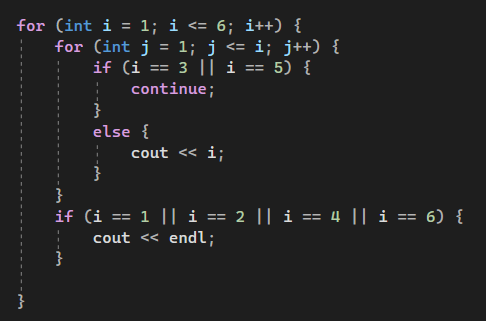 for (int i = 1; i <= 6; i++) {
    for (int j = 1; j <= i; j++) {
        if (i == 3 || i == 5) {
            continue;
        }
        else {
            cout << i;
        }
    }
    if (i == 1 || i == 2 || i == 4 || i == 6) {
        cout << endl;
    }
}